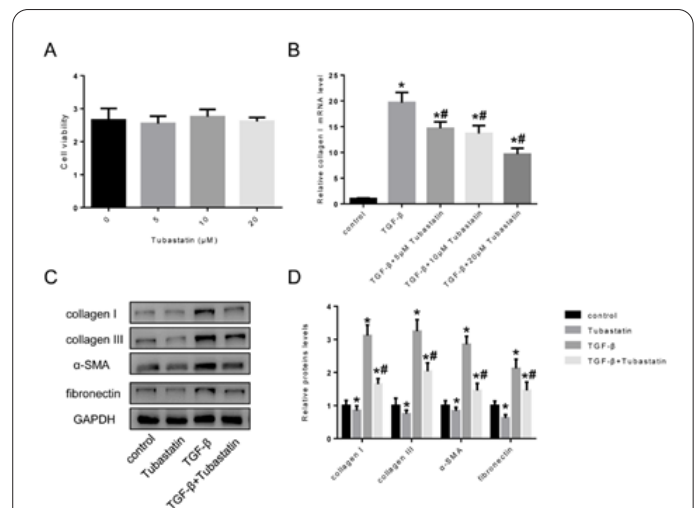 A
Cell viability
4
3
2
1
0
0
5
10
20
Tubastatin (μM)
B
Relative collagen I mRNA level
25
20
15
10
5
0
*
*#
*#
*#
control
TGF-β
TGF-β+5μM Tubastatin
TGF-β+10μM Tubastatin
TGF-β+20μM Tubastatin
C
collagen I
collagen III
α-SMA
fibronectin
GAPDH
control
Tubastatin
TGF-β
TGF-β+Tubastatin
D
Relative proteins levels
4
3
2
1
0
* * *#
* * *#
* * *#
* * *#
collagen I
collagen III
α-SMA
fibronectin
control
Tubastatin
TGF-β
TGF-β+Tubastatin